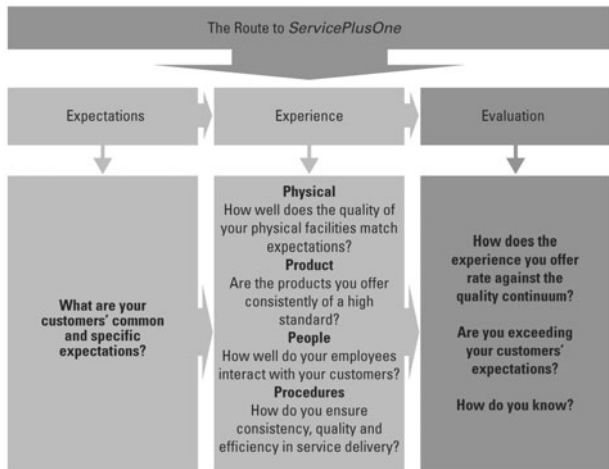 The Route to ServicePlusOne
Expectations
Experience
Evaluation
What are your
customers' common
and specific
expectations?
Physical
How well does the quality of
your physical facilities match
expectations?
Product
Are the products you offer
consistently of a high
standard?
People
How well do your employees
interact with your customers?
Procedures
How do you ensure
consistency, quality and
efficiency in service delivery?
How does the
experience you offer
rate against the
quality continuum?
Are you exceeding
your customers'
expectations?
How do you know?